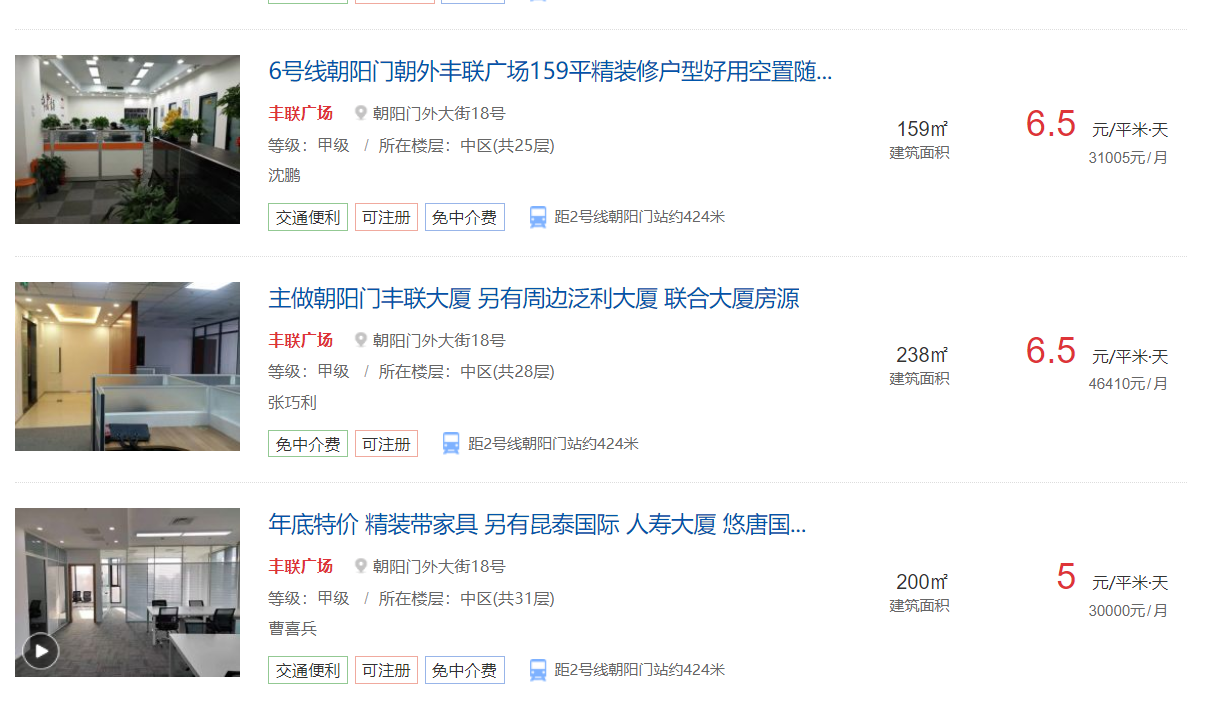 6号线朝阳门朝外丰联广场159平精装修户型好用空置随...
丰联广场 朝阳门外大街18号
等级：甲级 / 所在楼层：中区(共25层)
沈鹏
交通便利 可注册 免中介费 距2号线朝阳门站约424米
159㎡
建筑面积
6.5 元/平米·天
31005元/月
主做朝阳门丰联大厦 另有周边泛利大厦 联合大厦房源
丰联广场 朝阳门外大街18号
等级：甲级 / 所在楼层：中区(共28层)
张巧利
免中介费 可注册 距2号线朝阳门站约424米
238㎡
建筑面积
6.5 元/平米·天
46410元/月
年底特价 精装带家具 另有昆泰国际 人寿大厦 悠唐国...
丰联广场 朝阳门外大街18号
等级：甲级 / 所在楼层：中区(共31层)
曹喜兵
交通便利 可注册 免中介费 距2号线朝阳门站约424米
200㎡
建筑面积
5 元/平米·天
30000元/月